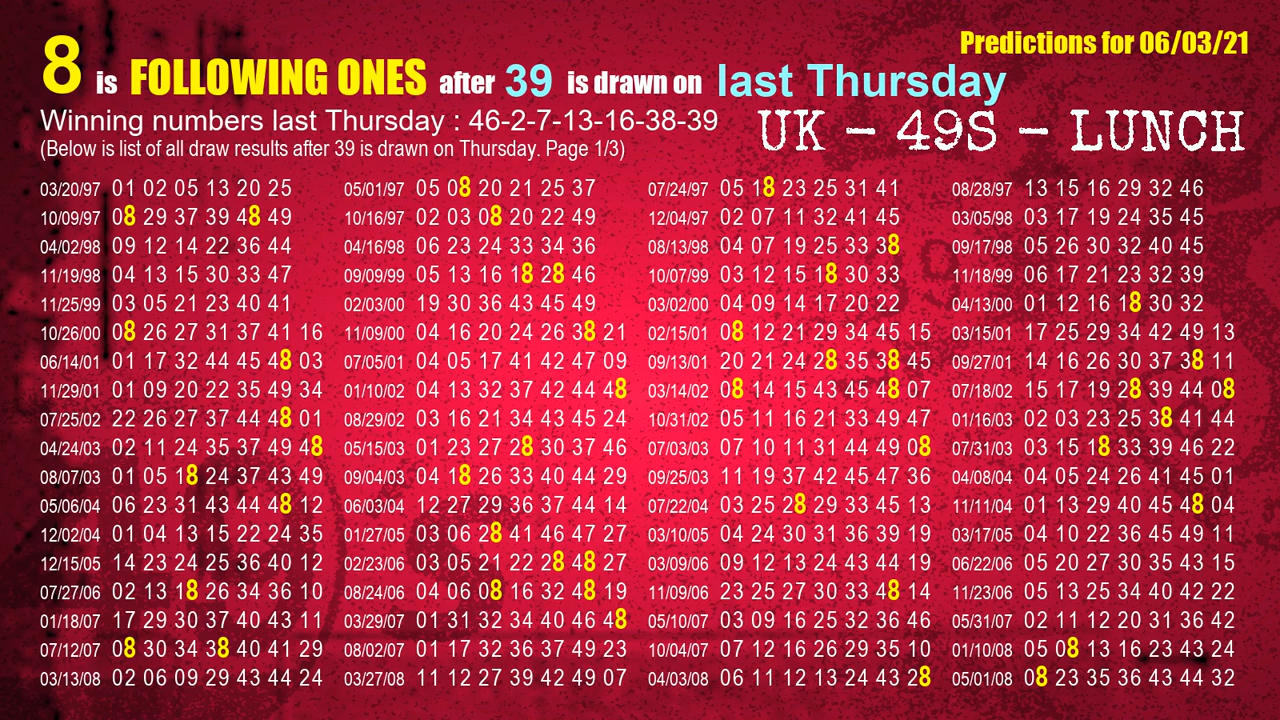 Predictions for 06/03/21
8 is FOLLOWING ONES after 39 is drawn on last Thursday
Winning numbers last Thursday : 46-2-7-13-16-38-39
UK - 49S - LUNCH
(Below is list of all draw results after 39 is drawn on Thursday. Page 1/3)
03/20/97 01 02 05 13 20 25 05/01/97 05 08 20 21 25 37 07/24/97 05 18 23 25 31 41 08/28/97 13 15 16 29 32 46
10/09/97 08 29 37 39 48 49 10/16/97 02 03 08 20 22 49 12/04/97 02 07 11 32 41 45 03/05/98 03 17 19 24 35 45
04/02/98 09 12 14 22 36 44 04/16/98 06 23 24 33 34 36 08/13/98 04 07 19 25 33 38 09/17/98 05 26 30 32 40 45
11/19/98 04 13 15 30 33 47 09/09/99 05 13 16 18 28 46 10/07/99 03 12 15 18 30 33 11/18/99 06 17 21 23 32 39
11/25/99 03 05 21 23 40 41 02/03/00 19 30 36 43 45 49 03/02/00 04 09 14 17 20 22 04/13/00 01 12 16 18 30 32
10/26/00 08 26 27 31 37 41 16 11/09/00 04 16 20 24 26 38 21 02/15/01 08 12 21 29 34 45 15 03/15/01 17 25 29 34 42 49 13
06/14/01 01 17 32 44 45 48 03 07/05/01 04 05 17 41 42 47 09 09/13/01 20 21 24 28 35 38 45 09/27/01 14 16 26 30 37 38 11
11/29/01 01 09 20 22 35 49 34 01/10/02 04 13 32 37 42 44 48 03/14/02 08 14 15 43 45 48 07 07/18/02 15 17 19 28 39 44 08
07/25/02 22 26 27 37 44 48 01 08/29/02 03 16 21 34 43 45 24 10/31/02 05 11 16 21 33 49 47 01/16/03 02 03 23 25 38 41 44
04/24/03 02 11 24 35 37 49 48 05/15/03 01 23 27 28 30 37 46 07/03/03 07 10 11 31 44 49 08 07/31/03 03 15 18 33 39 46 22
08/07/03 01 05 18 24 37 43 49 09/04/03 04 18 26 33 40 44 29 09/25/03 11 19 37 42 45 47 36 04/08/04 04 05 24 26 41 45 01
05/06/04 06 23 31 43 44 48 12 06/03/04 12 27 29 36 37 44 14 07/22/04 03 25 28 29 33 45 13 11/11/04 01 13 29 40 45 48 04
12/02/04 01 04 13 15 22 24 35 01/27/05 03 06 28 41 46 47 27 03/10/05 04 24 30 31 36 39 19 03/17/05 04 10 22 36 45 49 11
12/15/05 14 23 24 25 36 40 12 02/23/06 03 05 21 22 28 48 27 03/09/06 09 12 13 24 43 44 19 06/22/06 05 20 27 30 35 43 15
07/27/06 02 13 18 26 34 36 10 08/24/06 04 06 08 16 32 48 19 11/09/06 23 25 27 30 33 48 14 11/23/06 05 13 25 34 40 42 22
01/18/07 17 29 30 37 40 43 11 03/29/07 01 31 32 34 40 46 48 05/10/07 03 09 16 25 32 36 46 05/31/07 02 11 12 20 31 36 42
07/12/07 08 30 34 38 40 41 29 08/02/07 01 17 32 36 37 49 23 10/04/07 07 12 16 26 29 35 10 01/10/08 05 08 13 16 23 43 24
03/13/08 02 06 09 29 43 44 24 03/27/08 11 12 27 39 42 49 07 04/03/08 06 11 12 13 24 43 28 05/01/08 08 23 35 36 43 44 32